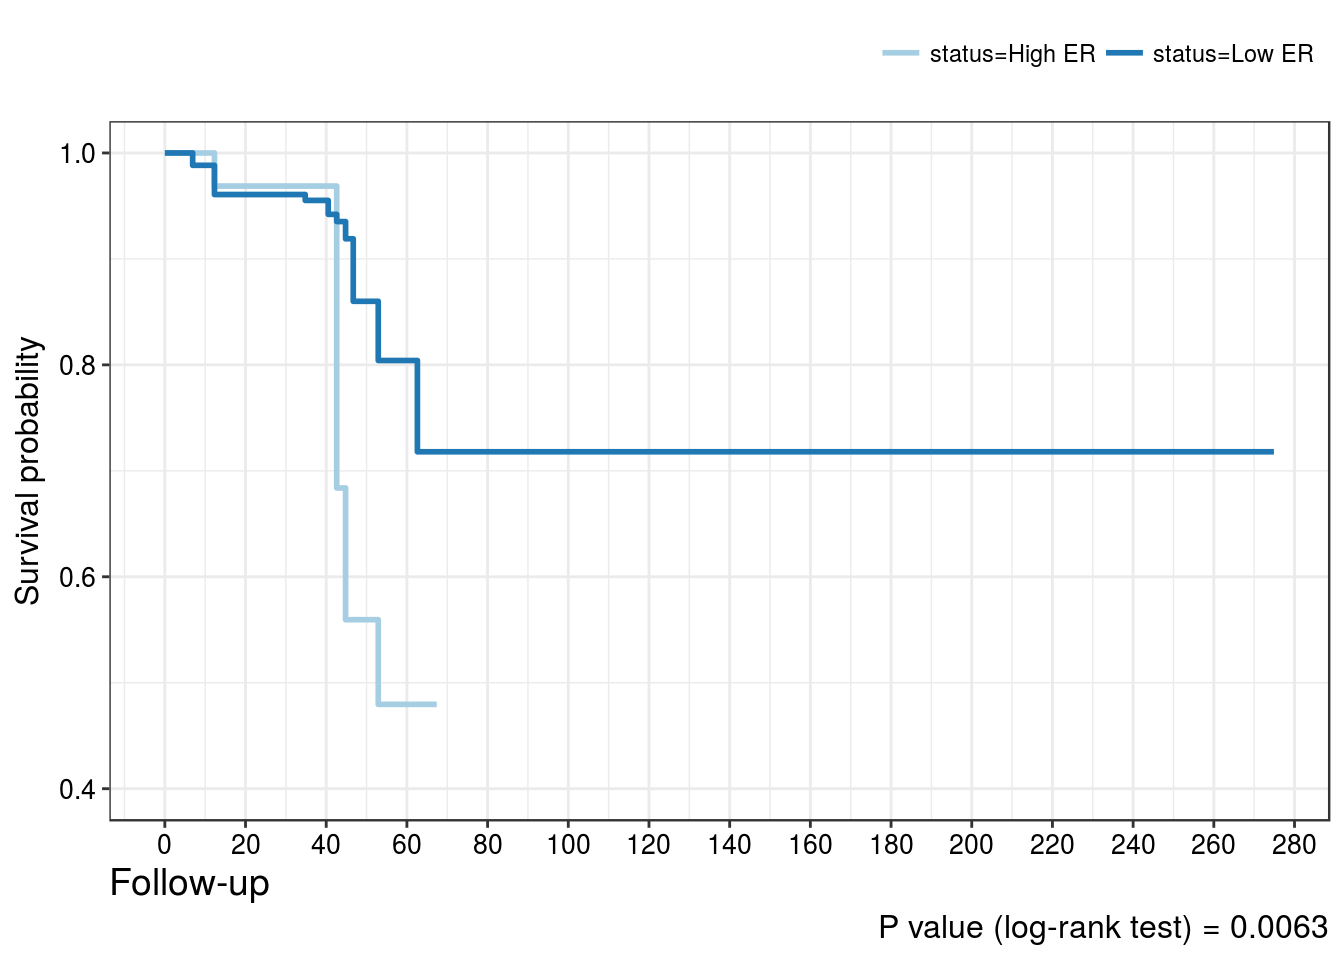 status=High ER status=Low ER
1.0
0.8
0.6
0.4
Survival probability
0 20 40 60 80 100 120 140 160 180 200 220 240 260 280
Follow-up
P value (log-rank test) = 0.0063